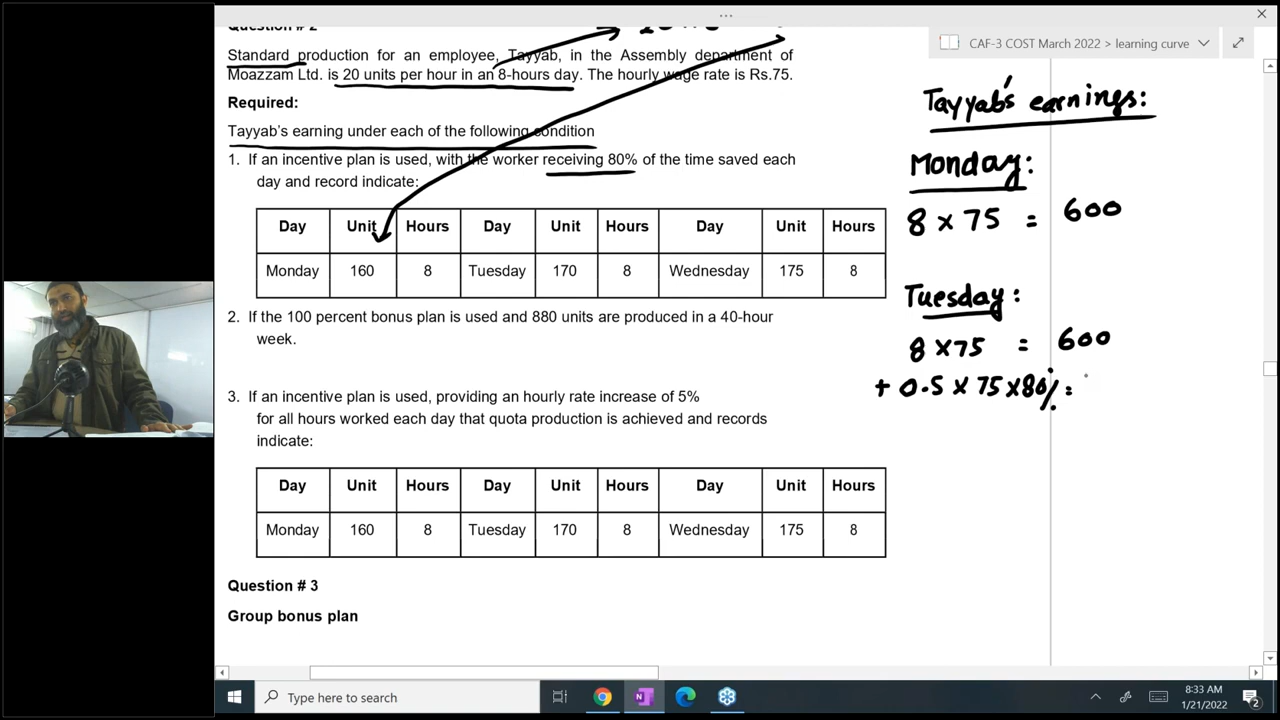 CAF-3 COST March 2022 > learning curve
Question # 2
Standard production for an employee, Tayyab, in the Assembly department of
Moazzam Ltd. is 20 units per hour in an 8-hours day. The hourly wage rate is Rs.75.
Required:
Tayyab's earning under each of the following condition
1. If an incentive plan is used, with the worker receiving 80% of the time saved each
day and record indicate:
Day Unit Hours Day Unit Hours Day Unit Hours
Monday 160 8 Tuesday 170 8 Wednesday 175 8
2. If the 100 percent bonus plan is used and 880 units are produced in a 40-hour
week.
3. If an incentive plan is used, providing an hourly rate increase of 5%
for all hours worked each day that quota production is achieved and records
indicate:
Day Unit Hours Day Unit Hours Day Unit Hours
Monday 160 8 Tuesday 170 8 Wednesday 175 8
Question # 3
Group bonus plan
Tayyab's earnings:
Monday:
8 × 75 = 600
Tuesday:
8 × 75 = 600
+ 0.5 × 75 × 80% =
Type here to search
8:33 AM
1/21/2022
2